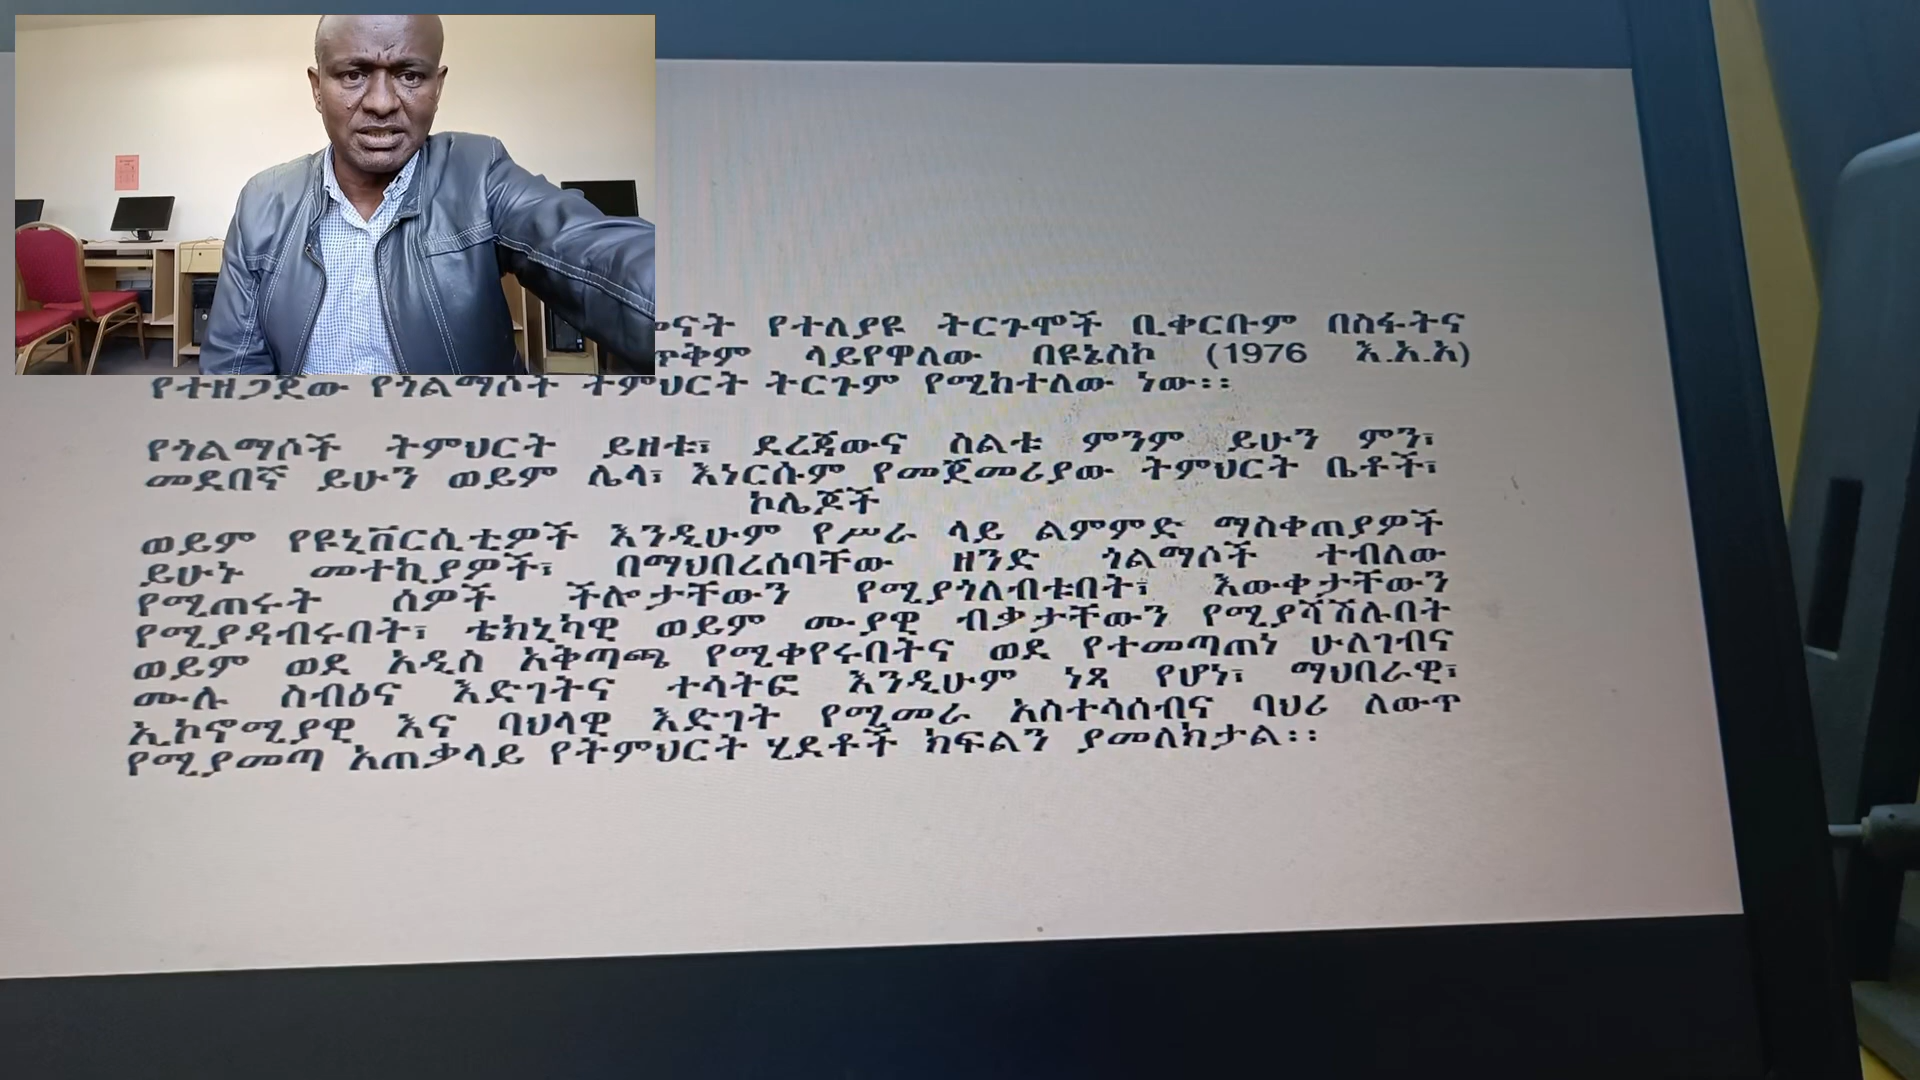 የተለያዩ ትርጉሞች ቢቀርቡም በስፋትና
ጥቅም ላይየዋለው በዩኔስኮ (1976 እ.አ.አ)
የተዘጋጀው የጎልማሶች ትምህርት ትርጉም የሚከተለው ነው፡፡
የጎልማሶች ትምህርት ይዘቱ፣ ደረጃውና ስልቱ ምንም ይሁን ምን፣
መደበኛ ይሁን ወይም ሌላ፣ እነርሱም የመጀመሪያው ትምህርት ቤቶች፣
ኮሌጆች
ወይም የዩኒቨርሲቲዎች እንዲሁም የሥራ ላይ ልምምድ ማስቀጠያዎች
ይሁኑ መተኪያዎች፣ በማህበረሰባቸው ዘንድ ጎልማሶች ተብለው
የሚጠሩት ሰዎች ችሎታቸውን የሚያጎለብቱበት፣ እውቀታቸውን
የሚያዳብሩበት፣ ቴክኒካዊ ወይም ሙያዊ ብቃታቸውን የሚያሻሽሉበት
ወይም ወደ አዲስ አቅጣጫ የሚቀየሩበትና ወደ የተመጣጠነ ሁለገብና
ሙሉ ስብዕና እድገትና ተሳትፎ እንዲሁም ነጻ የሆነ፣ ማህበራዊ፣
ኢኮኖሚያዊ እና ባህላዊ እድገት የሚመራ አስተሳሰብና ባህሪ ለውጥ
የሚያመጣ አጠቃላይ የትምህርት ሂደቶች ክፍልን ያመለክታል፡፡